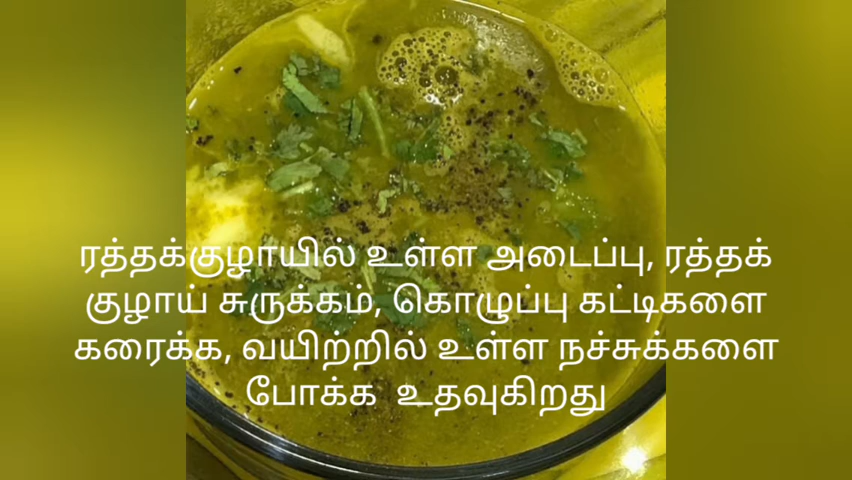 ரத்தக்குழாயில் உள்ள அடைப்பு, ரத்தக்
குழாய் சுருக்கம், கொழுப்பு கட்டிகளை
கரைக்க, வயிற்றில் உள்ள நச்சுக்களை
போக்க  உதவுகிறது